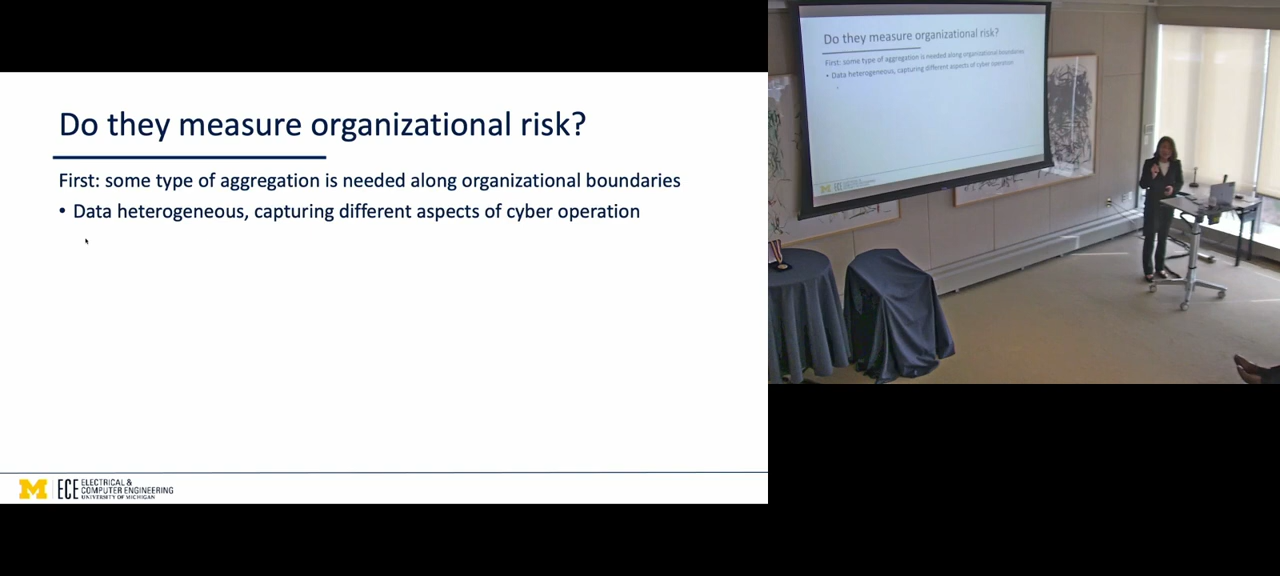 Do they measure organizational risk?
First: some type of aggregation is needed along organizational boundaries
• Data heterogeneous, capturing different aspects of cyber operation
M ECE ELECTRICAL &
COMPUTER ENGINEERING
UNIVERSITY OF MICHIGAN
Do they measure organizational risk?
First: some type of aggregation is needed along organizational boundaries
• Data heterogeneous, capturing different aspects of cyber operation
M ECE